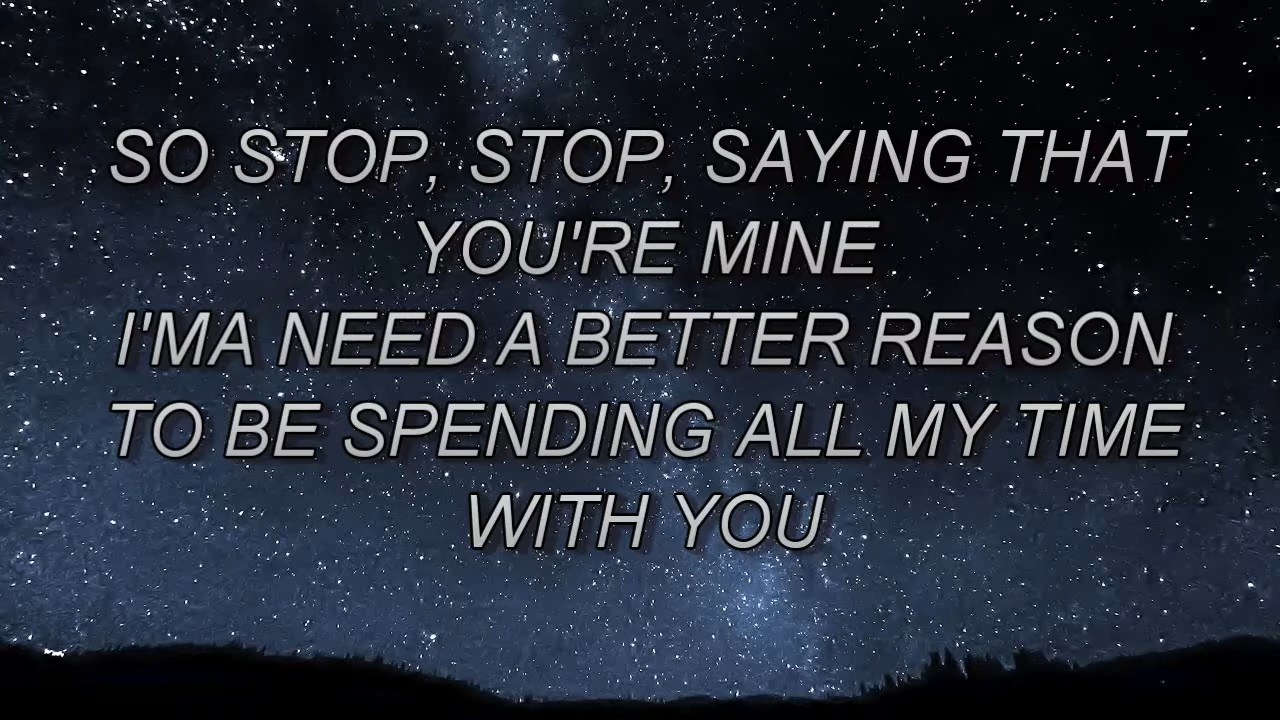 SO STOP, STOP, SAYING THAT
YOU'RE MINE
I'MA NEED A BETTER REASON
TO BE SPENDING ALL MY TIME
WITH YOU